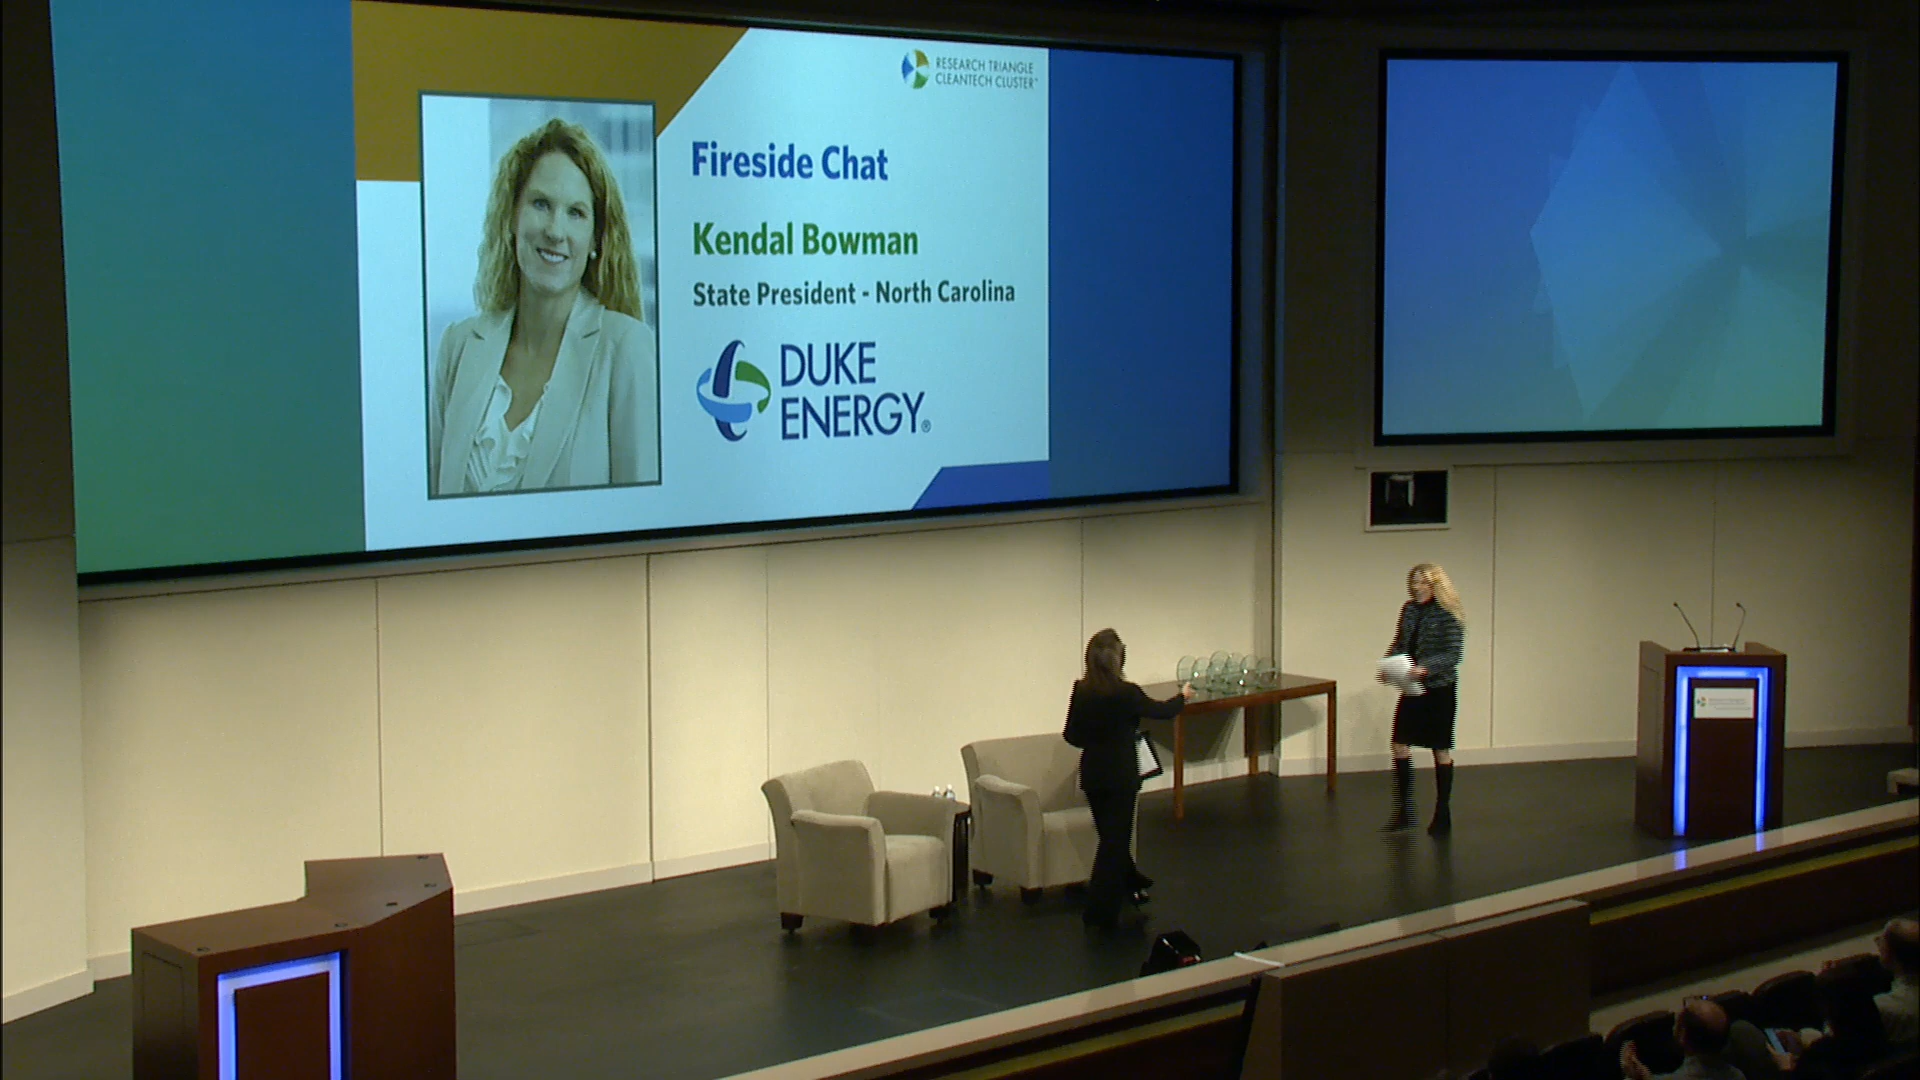 RESEARCH TRIANGLE
CLEANTECH CLUSTER
Fireside Chat
Kendal Bowman
State President - North Carolina
DUKE
ENERGY®